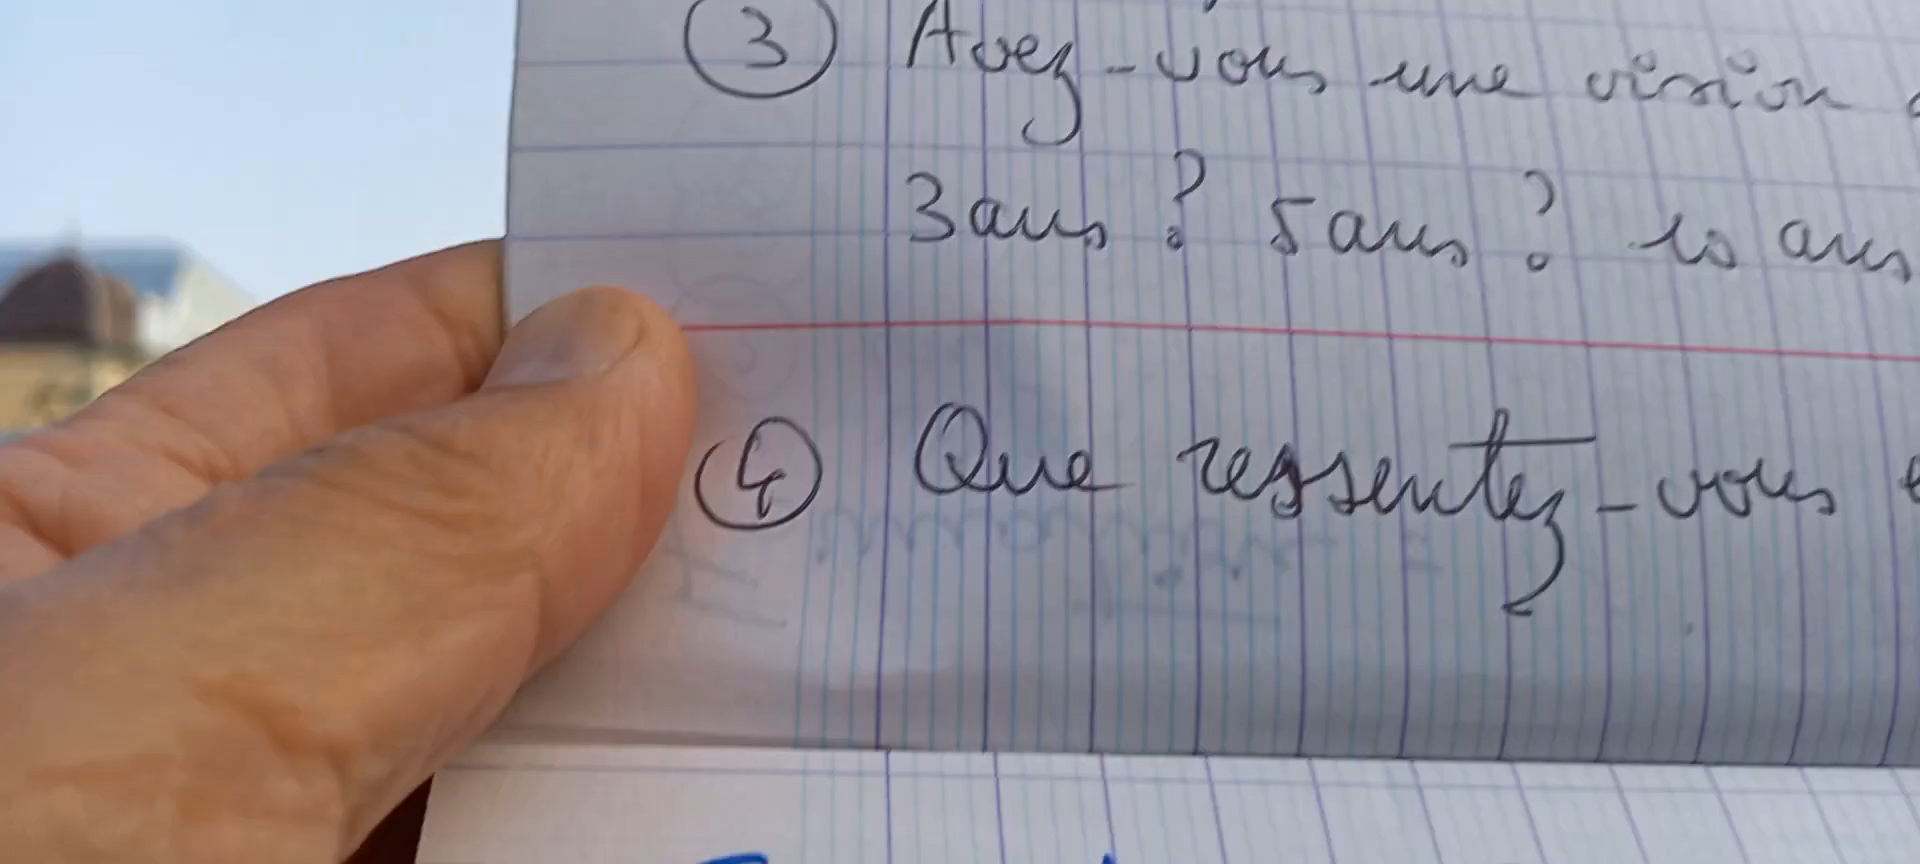 ③ Avez-vous une vision
3 ans ? 5 ans ? 10 ans
④ Que ressentez-vous